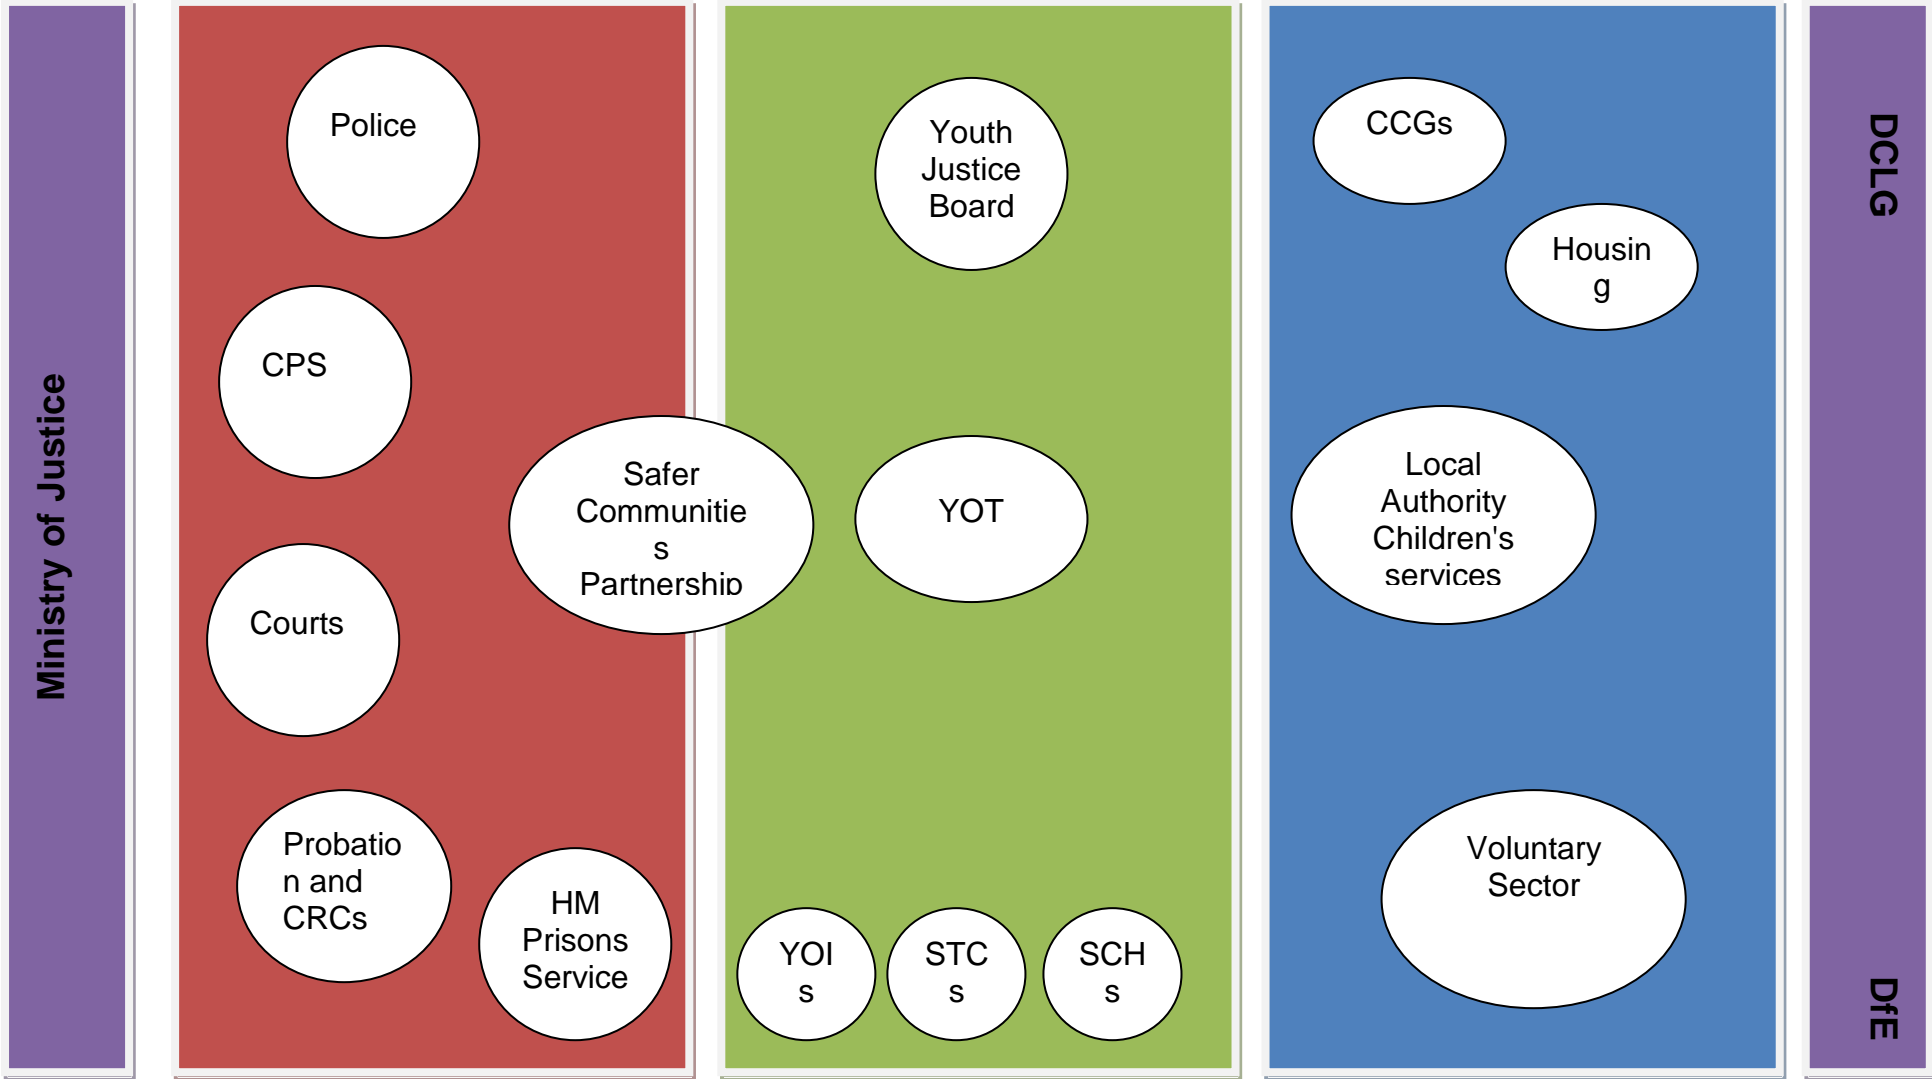 Ministry of Justice
Police
CPS
Courts
Probatio
n and
CRCs
HM
Prisons
Service
Safer
Communitie
s
Partnership
Youth
Justice
Board
YOT
YOI
s
STC
s
SCH
s
CCGs
Housin
g
Local
Authority
Children's
services
Voluntary
Sector
DCLG
DfE